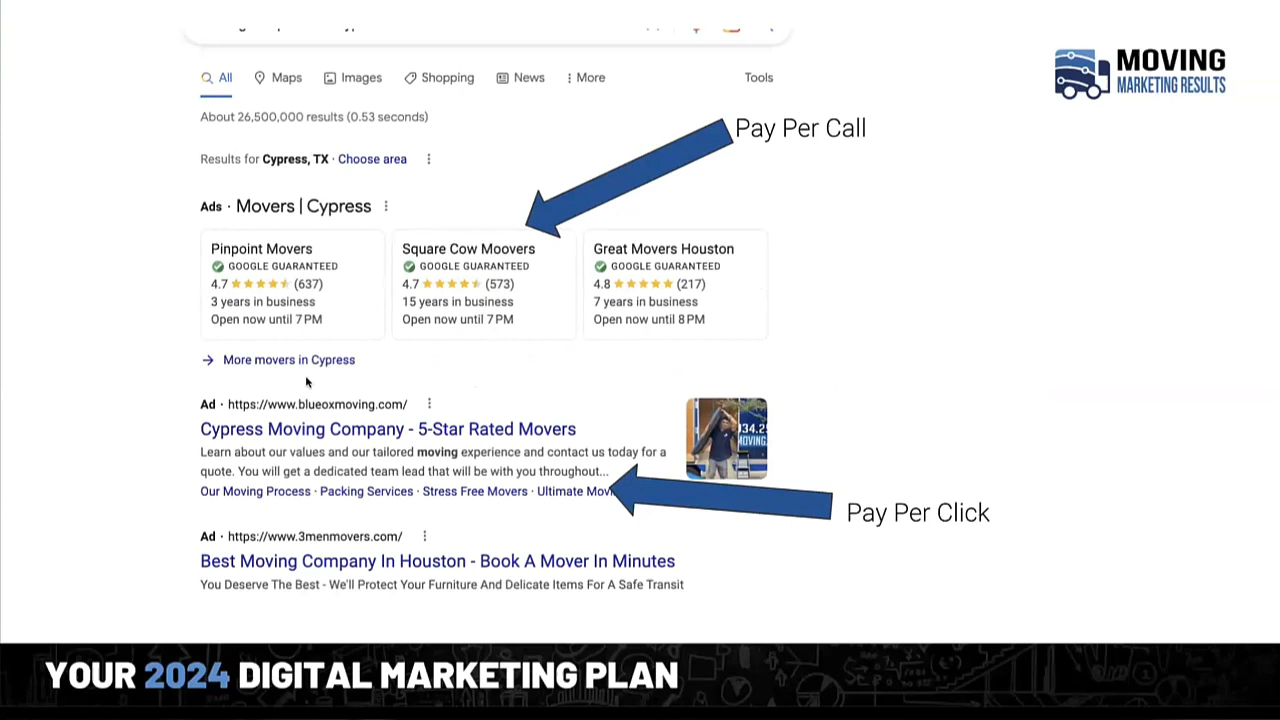 MOVING
MARKETING RESULTS
All Maps Images Shopping News More Tools
About 26,500,000 results (0.53 seconds)
Pay Per Call
Results for Cypress, TX · Choose area
Ads · Movers | Cypress
Pinpoint Movers
GOOGLE GUARANTEED
4.7 (637)
3 years in business
Open now until 7 PM
Square Cow Moovers
GOOGLE GUARANTEED
4.7 (573)
15 years in business
Open now until 7 PM
Great Movers Houston
GOOGLE GUARANTEED
4.8 (217)
7 years in business
Open now until 8 PM
More movers in Cypress
Ad · https://www.blueoxmoving.com/
Cypress Moving Company - 5-Star Rated Movers
Learn about our values and our tailored moving experience and contact us today for a
quote. You will get a dedicated team lead that will be with you throughout...
Our Moving Process · Packing Services · Stress Free Movers · Ultimate
34.2
MOVING
Pay Per Click
Ad · https://www.3menmovers.com/
Best Moving Company In Houston - Book A Mover In Minutes
You Deserve The Best - We'll Protect Your Furniture And Delicate Items For A Safe Transit
YOUR 2024 DIGITAL MARKETING PLAN